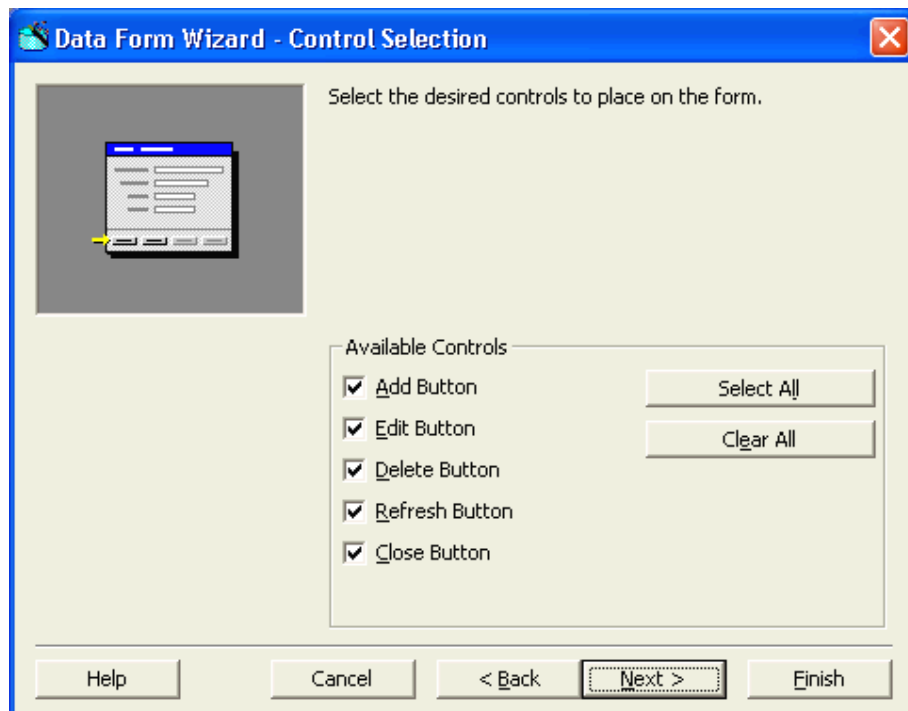 Data Form Wizard - Control Selection
Select the desired controls to place on the form.
Available Controls
Add Button
Select All
Edit Button
Clear All
Delete Button
Refresh Button
Close Button
Help
Cancel
< Back
Next >
Finish